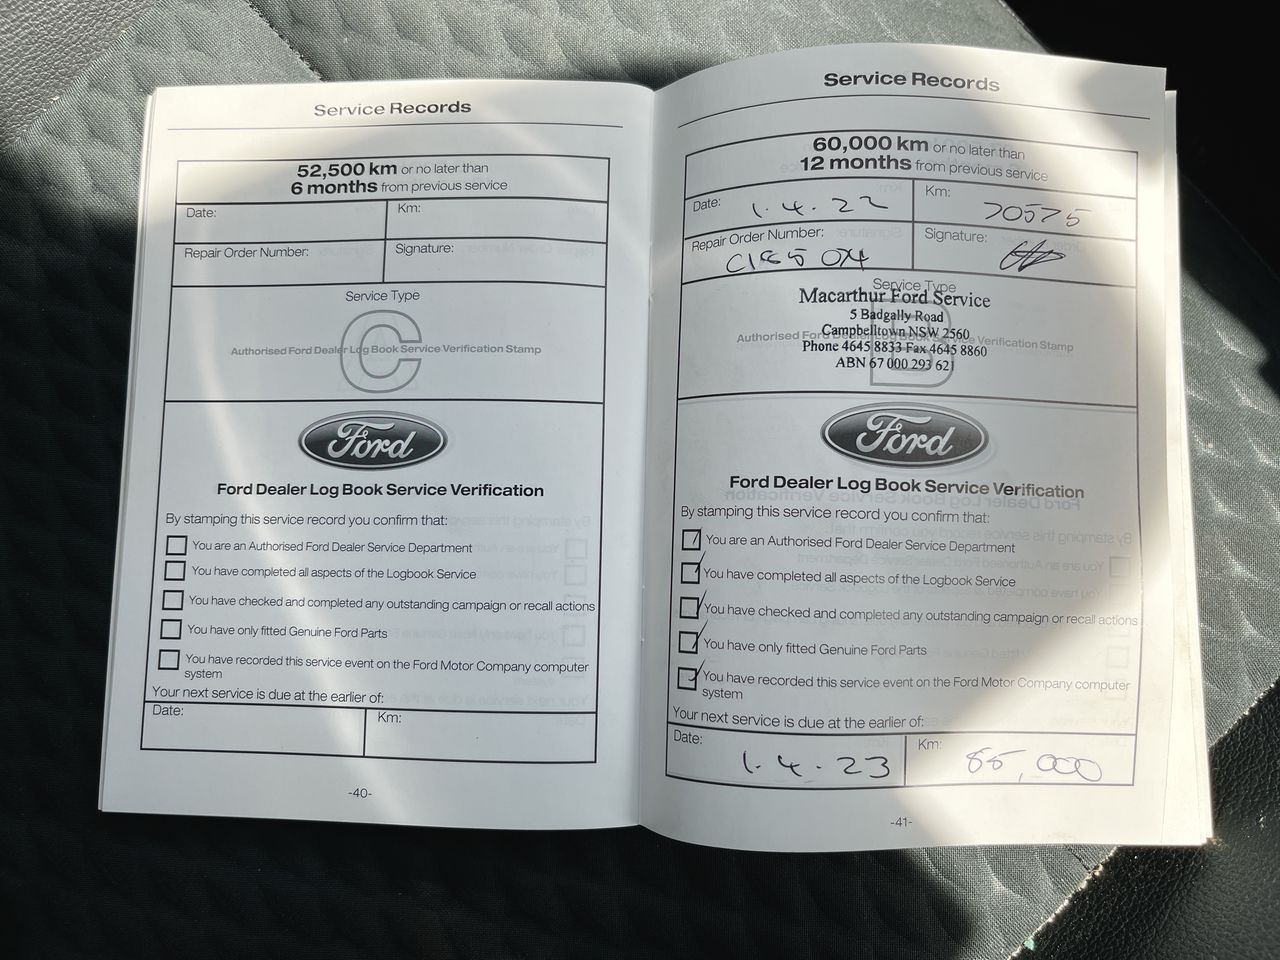 Service Records
52,500 km or no later than
6 months from previous service
Date:
Km:
Repair Order Number:
Signature:
Service Type
C
Authorised Ford Dealer Log Book Service Verification Stamp
Ford
Ford Dealer Log Book Service Verification
By stamping this service record you confirm that:
You are an Authorised Ford Dealer Service Department
You have completed all aspects of the Logbook Service
You have checked and completed any outstanding campaign or recall actions
You have only fitted Genuine Ford Parts
You have recorded this service event on the Ford Motor Company computer
system
Your next service is due at the earlier of:
Date:
Km:
-40-
Service Records
60,000 km or no later than
12 months from previous service
Date: 1.4.22
Km: 70575
Repair Order Number:
Signature:
Service Type
B
Authorised Ford Dealer Log Book Service Verification Stamp
Macarthur Ford Service
5 Badgally Road
Campbelltown NSW 2560
Phone 4645 8833 Fax 4645 8860
ABN 67 000 293 621
Ford
Ford Dealer Log Book Service Verification
By stamping this service record you confirm that:
You are an Authorised Ford Dealer Service Department
You have completed all aspects of the Logbook Service
You have checked and completed any outstanding campaign or recall actions
You have only fitted Genuine Ford Parts
You have recorded this service event on the Ford Motor Company computer
system
Your next service is due at the earlier of:
Date: 1.4.23
Km: 85,000
-41-